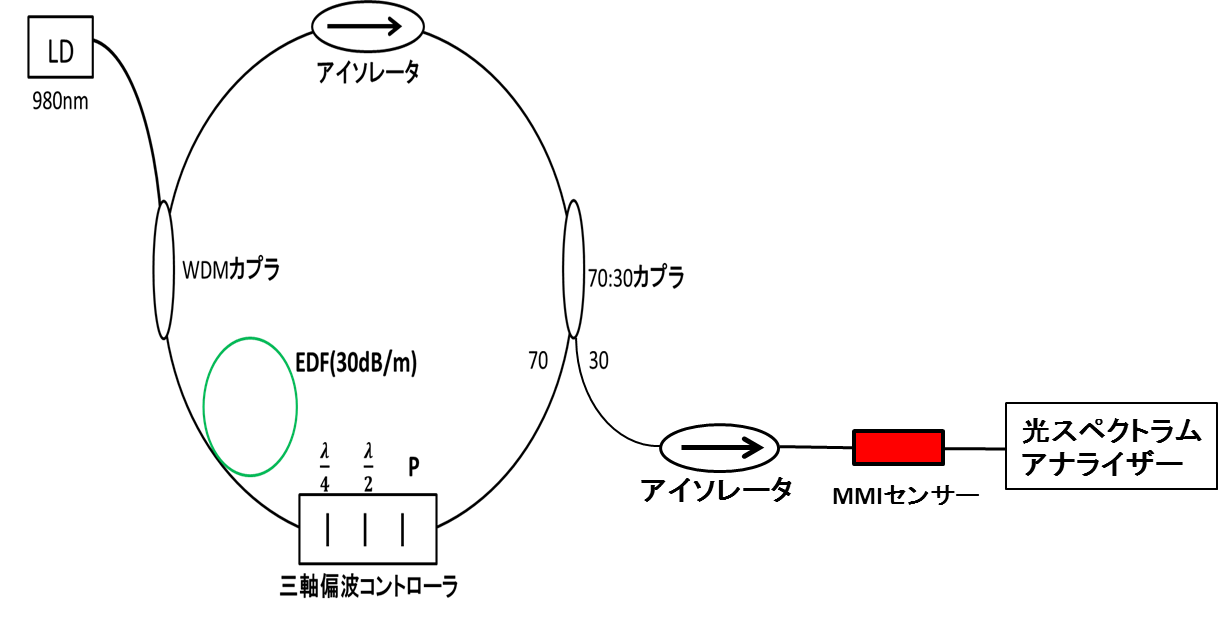 LD
980nm
アイソレータ
WDMカプラ
70:30カプラ
EDF(30dB/m)
70
30
λ/4
λ/2
P
三軸偏波コントローラ
アイソレータ
MMIセンサー
光スペクトラム
アナライザー